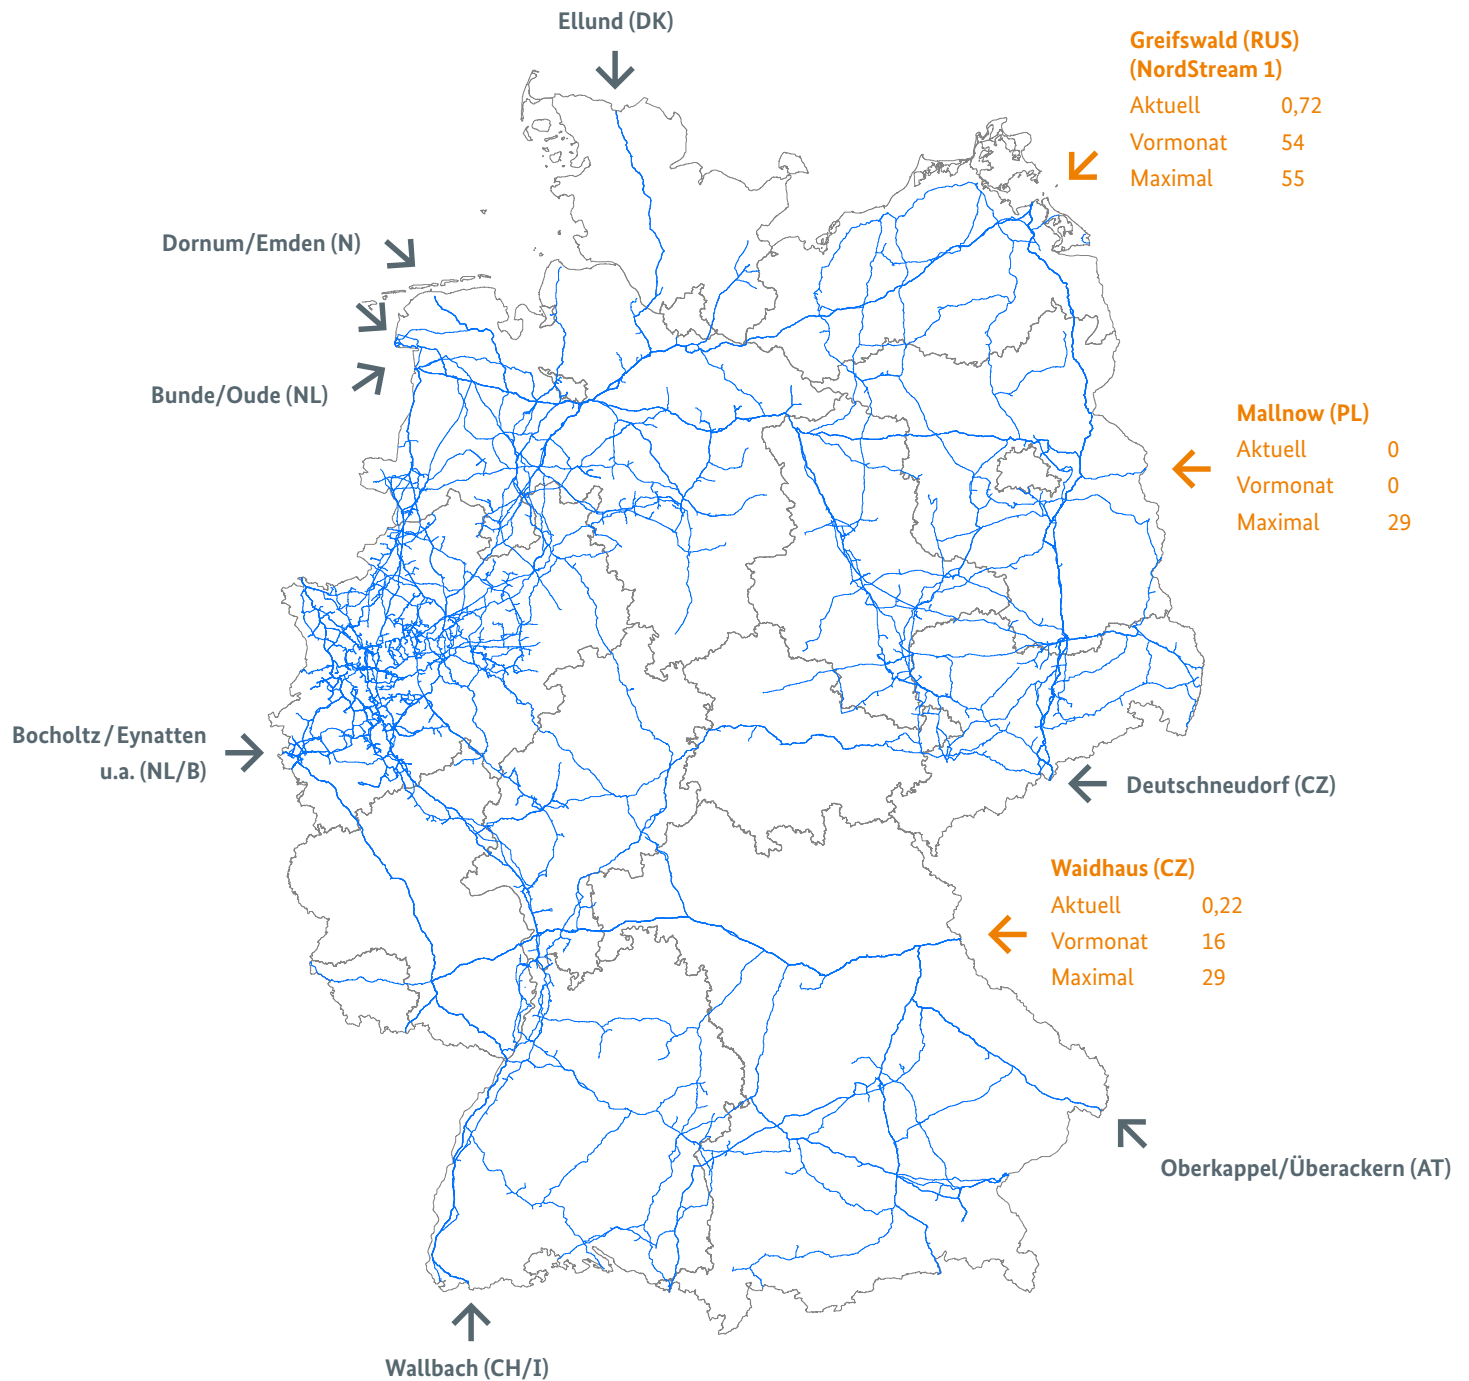 Ellund (DK)
Greifswald (RUS)
(NordStream 1)
Aktuell 0,72
Vormonat 54
Maximal 55
Dornum/Emden (N)
Bunde/Oude (NL)
Mallnow (PL)
Aktuell 0
Vormonat 0
Maximal 29
Bocholtz / Eynatten
u.a. (NL/B)
Deutschneudorf (CZ)
Waidhaus (CZ)
Aktuell 0,22
Vormonat 16
Maximal 29
Oberkappel/Überackern (AT)
Wallbach (CH/I)